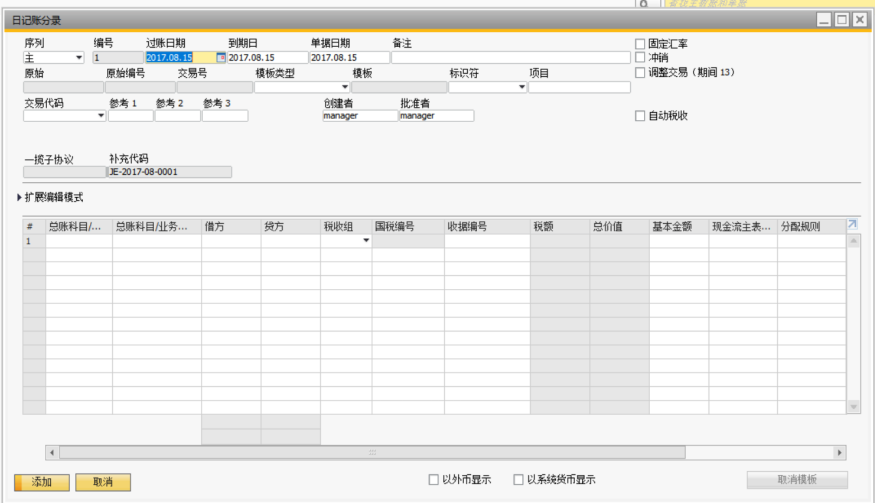 查找主数据和单据
日记账分录
序列 编号 过账日期 到期日 单据日期 备注 固定汇率
主 1 2017.08.15 2017.08.15 2017.08.15 冲销
原始 原始编号 交易号 模板类型 模板 标识符 项目 调整交易（期间 13）
交易代码 参考 1 参考 2 参考 3 创建者 批准者
manager manager 自动税收
一揽子协议 补充代码
JE-2017-08-0001
扩展编辑模式
# 总账科目/... 总账科目/业务... 借方 贷方 税收组 国税编号 收据编号 税额 总价值 基本金额 现金流主表... 分配规则
1
添加 取消 以外币显示 以系统货币显示 取消模板